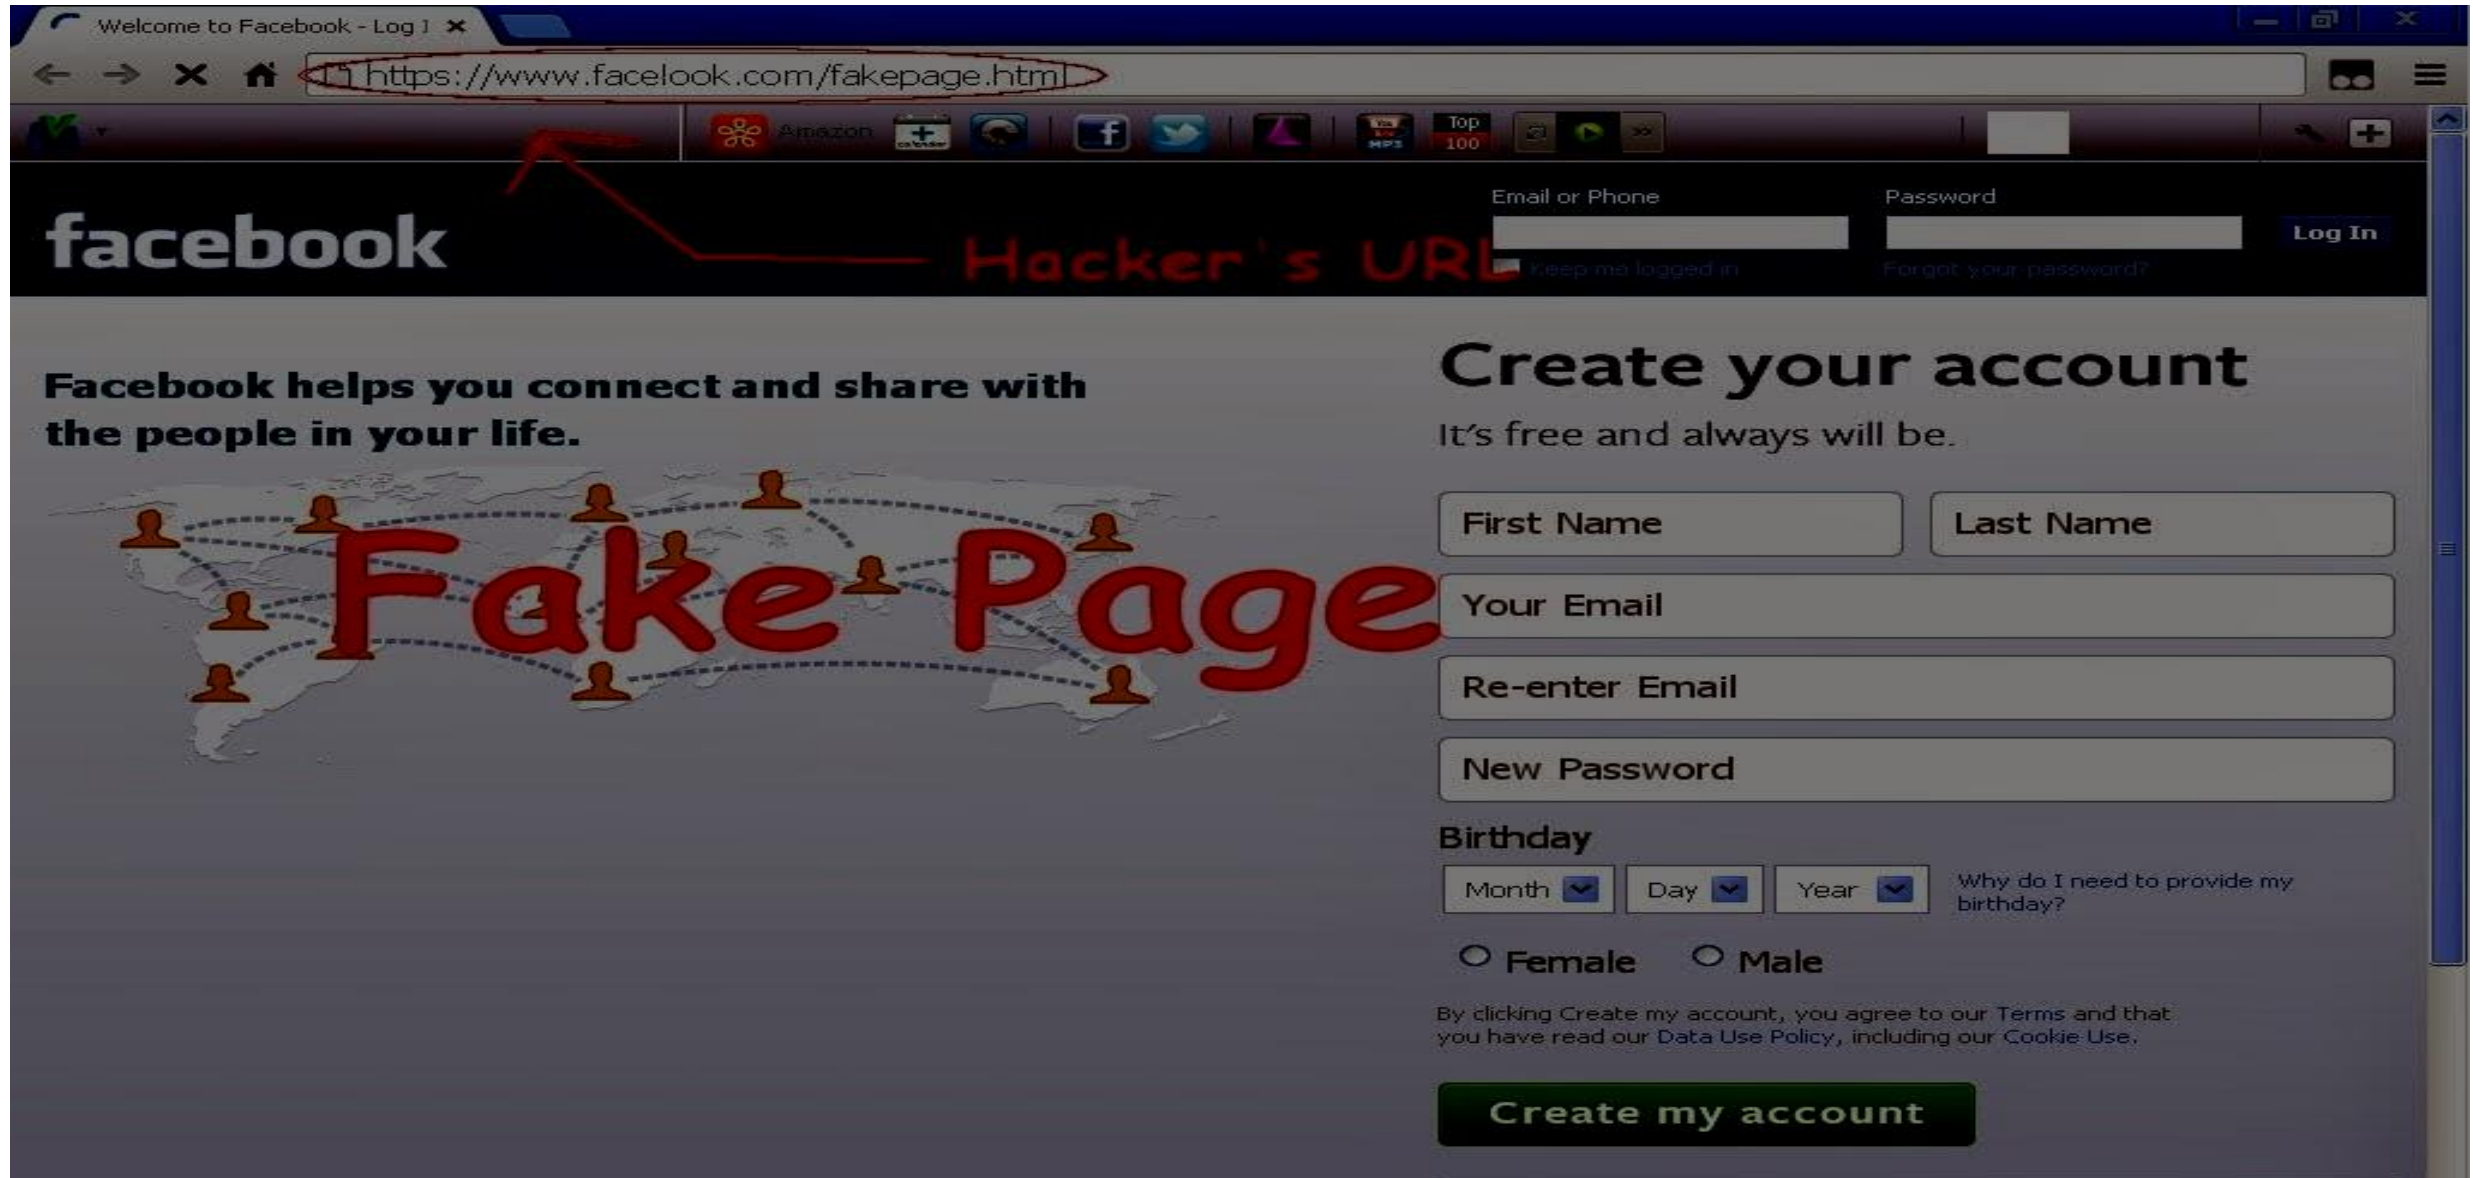 Welcome to Facebook - Log I
https://www.facelook.com/fakepage.htm
Amazon
calendar
f
You
MP3
Top
100
Email or Phone
Password
facebook
Log In
Hacker's URL
Keep me logged in
Forgot your password?
Facebook helps you connect and share with
the people in your life.
Create your account
It's free and always will be.
First Name
Last Name
Fake Page
Your Email
Re-enter Email
New Password
Birthday
Month
Day
Year
Why do I need to provide my
birthday?
Female
Male
By clicking Create my account, you agree to our Terms and that
you have read our Data Use Policy, including our Cookie Use.
Create my account